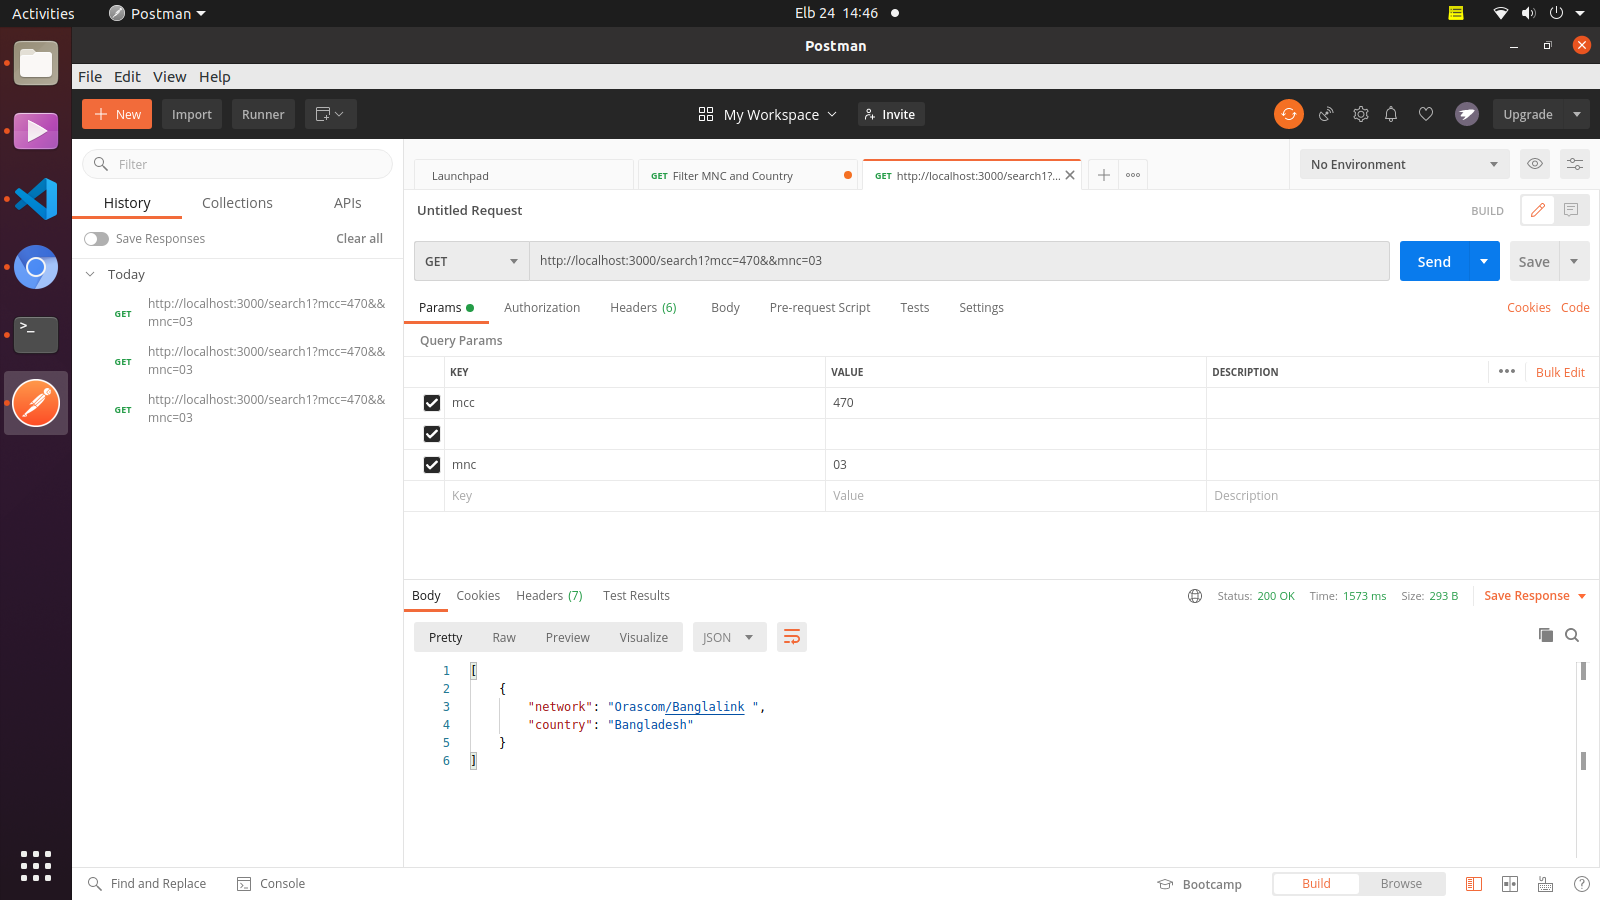 Activities
Postman
Elb 24 14:46
Postman
File Edit View Help
New
Import
Runner
My Workspace
Invite
Upgrade
Filter
History
Collections
APIs
Save Responses
Clear all
Today
GET http://localhost:3000/search1?mcc=470&&
mnc=03
GET http://localhost:3000/search1?mcc=470&&
mnc=03
GET http://localhost:3000/search1?mcc=470&&
mnc=03
Launchpad
GET Filter MNC and Country
GET http://localhost:3000/search1?...
No Environment
Untitled Request
BUILD
GET
http://localhost:3000/search1?mcc=470&&mnc=03
Send
Save
Params
Authorization
Headers (6)
Body
Pre-request Script
Tests
Settings
Cookies
Code
Query Params
KEY VALUE DESCRIPTION
Bulk Edit
mcc 470
mnc 03
Key Value Description
Body
Cookies
Headers (7)
Test Results
Status: 200 OK
Time: 1573 ms
Size: 293 B
Save Response
Pretty
Raw
Preview
Visualize
JSON
1 [
2 {
3 "network": "Orascom/Banglalink ",
4 "country": "Bangladesh"
5 }
6 ]
Find and Replace
Console
Bootcamp
Build
Browse